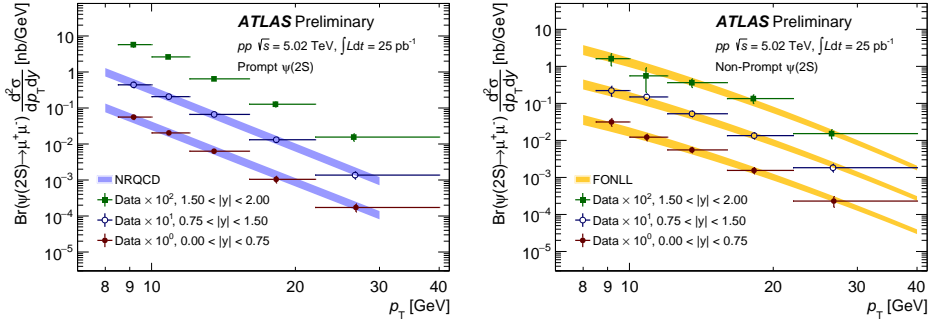 ATLAS Preliminary
pp √s = 5.02 TeV, ∫Ldt = 25 pb⁻¹
Prompt ψ(2S)
Br(ψ(2S)→μ⁺μ⁻) d²σ/dp_T dy [nb/GeV]
10
1
10⁻¹
10⁻²
10⁻³
10⁻⁴
10⁻⁵
NRQCD
Data × 10², 1.50 < |y| < 2.00
Data × 10¹, 0.75 < |y| < 1.50
Data × 10⁰, 0.00 < |y| < 0.75
8 9 10 20 30 40
p_T [GeV]
ATLAS Preliminary
pp √s = 5.02 TeV, ∫Ldt = 25 pb⁻¹
Non-Prompt ψ(2S)
Br(ψ(2S)→μ⁺μ⁻) d²σ/dp_T dy [nb/GeV]
10
1
10⁻¹
10⁻²
10⁻³
10⁻⁴
10⁻⁵
FONLL
Data × 10², 1.50 < |y| < 2.00
Data × 10¹, 0.75 < |y| < 1.50
Data × 10⁰, 0.00 < |y| < 0.75
8 9 10 20 30 40
p_T [GeV]